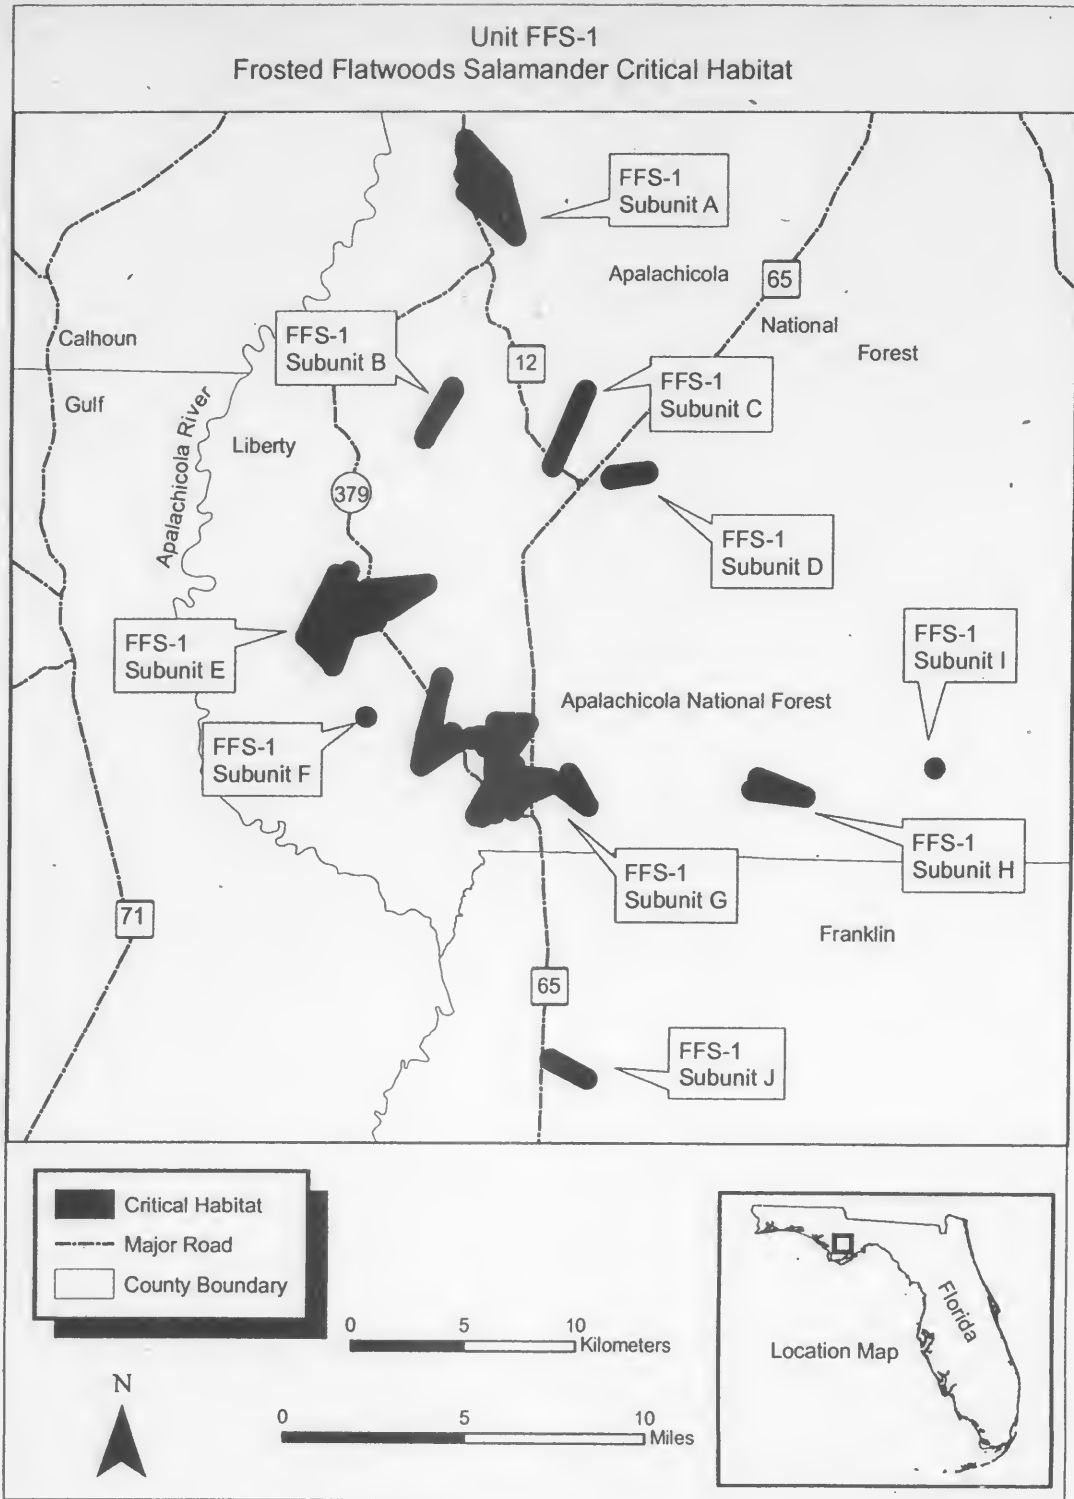 Unit FFS-1
Frosted Flatwoods Salamander Critical Habitat
FFS-1
Subunit A
Apalachicola
65
National
Forest
Calhoun
FFS-1
Subunit B
12
FFS-1
Subunit C
Gulf
Apalachicola River
Liberty
379
FFS-1
Subunit D
FFS-1
Subunit E
FFS-1
Subunit I
Apalachicola National Forest
FFS-1
Subunit F
FFS-1
Subunit H
FFS-1
Subunit G
71
Franklin
65
FFS-1
Subunit J
Critical Habitat
Major Road
County Boundary
0 5 10
Kilometers
N
0 5 10
Miles
Florida
Location Map